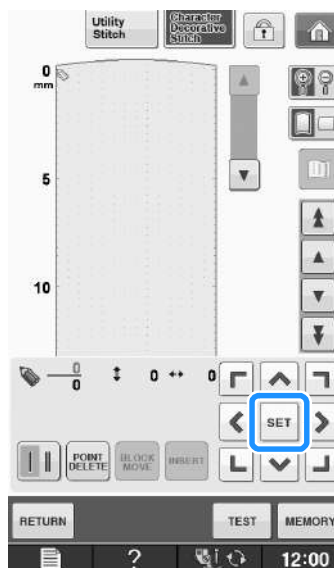 Utility
Stitch
Character
Decorative
Stitch
0
mm
5
10
0
0
0
0
SET
POINT
DELETE
BLOCK
MOVE
INSERT
RETURN
TEST
MEMORY
?
12:00